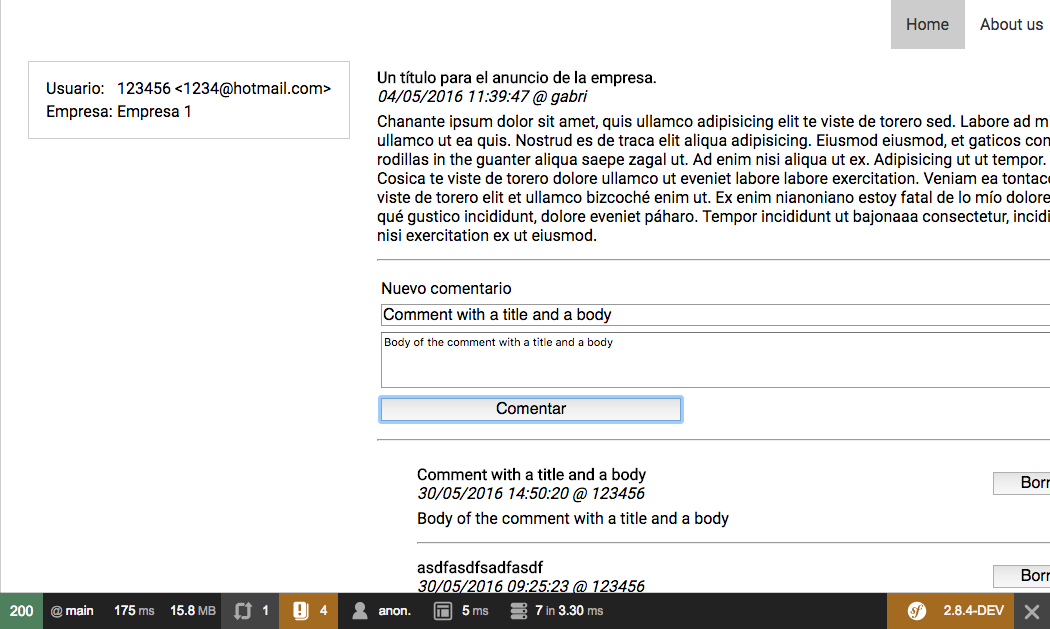 Home About us
Usuario: 123456 <1234@hotmail.com>
Empresa: Empresa 1
Un título para el anuncio de la empresa.
04/05/2016 11:39:47 @ gabri
Chanante ipsum dolor sit amet, quis ullamco adipisicing elit te viste de torero sed. Labore ad m
ullamco ut ea quis. Nostrud es de traca elit aliqua adipisicing. Eiusmod eiusmod, et gaticos con
rodillas in the guanter aliqua saepe zagal ut. Ad enim nisi aliqua ut ex. Adipisicing ut ut tempor.
Cosica te viste de torero dolore ullamco ut eveniet labore labore exercitation. Veniam ea tontaco
viste de torero elit et ullamco bizcoché enim ut. Ex enim nianoniano estoy fatal de lo mío dolore
qué gustico incididunt, dolore eveniet páharo. Tempor incididunt ut bajonaaa consectetur, incidi
nisi exercitation ex ut eiusmod.
Nuevo comentario
Comment with a title and a body
Body of the comment with a title and a body
Comentar
Comment with a title and a body
30/05/2016 14:50:20 @ 123456
Borr
Body of the comment with a title and a body
asdfasdfsadfasdf
30/05/2016 09:25:23 @ 123456
Borr
200 @ main 175 ms 15.8 MB 1 4 anon. 5 ms 7 in 3.30 ms sf 2.8.4-DEV